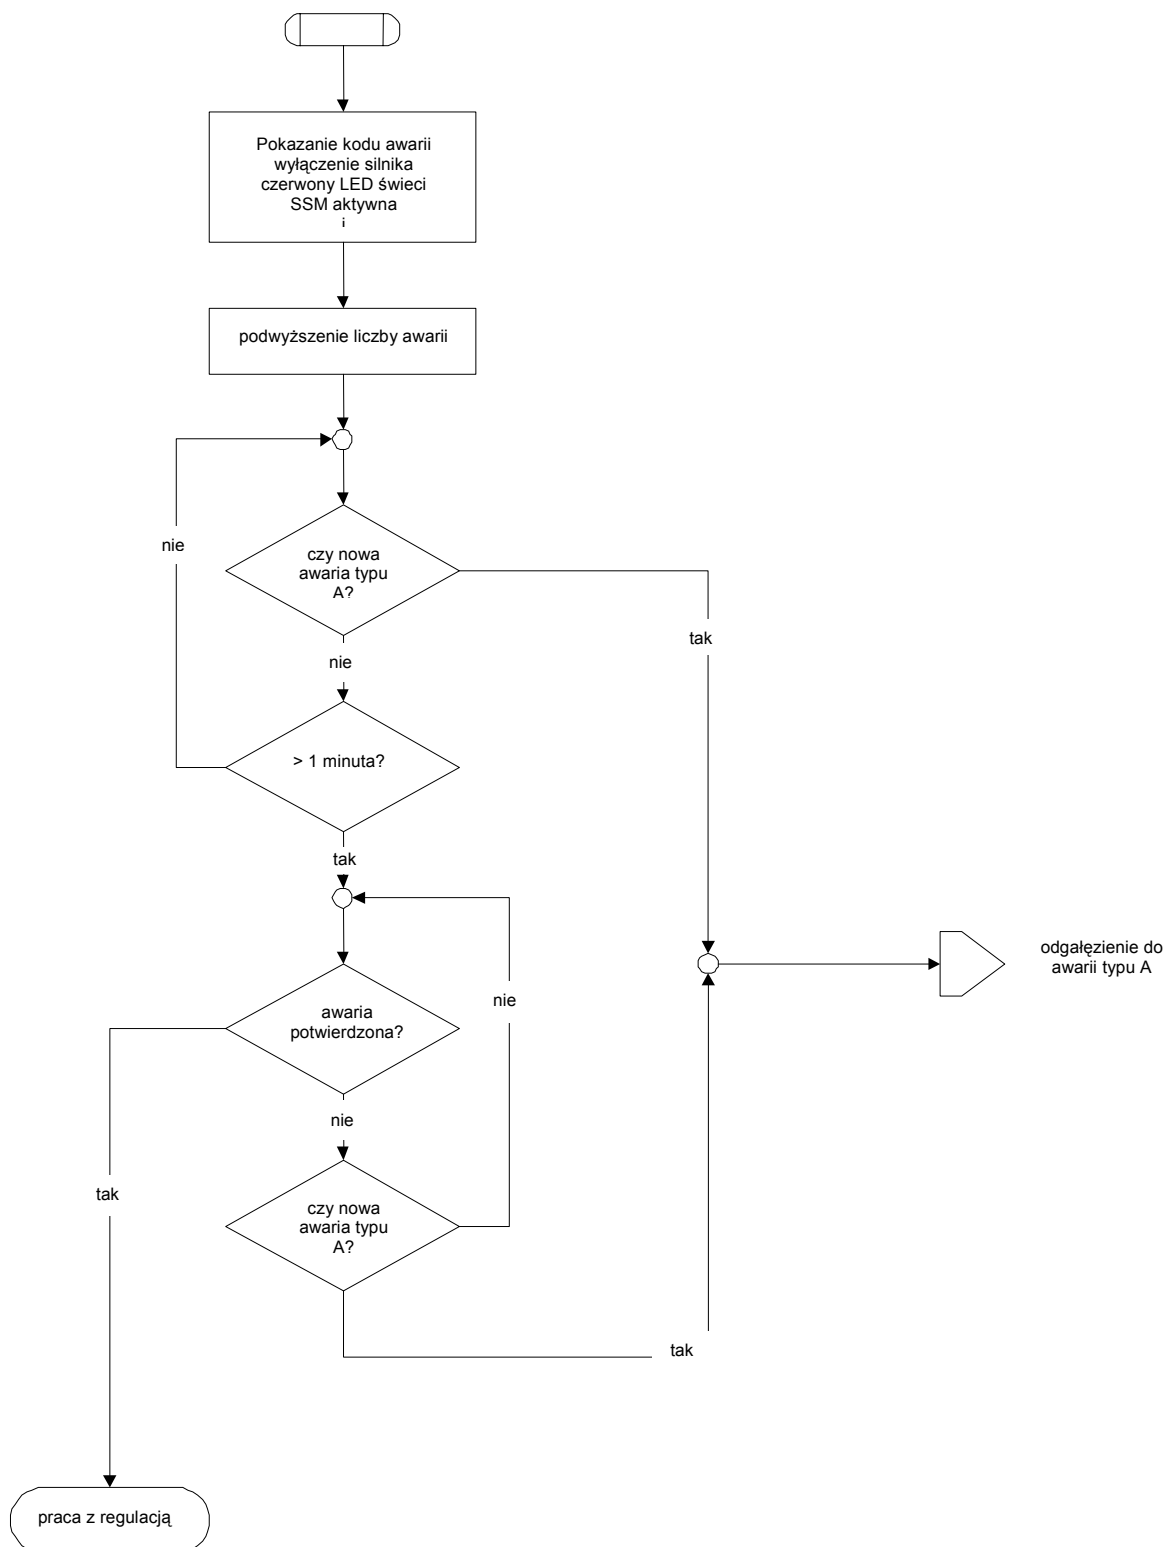 Pokazanie kodu awarii
wyłączenie silnika
czerwony LED świeci
SSM aktywna
podwyższenie liczby awarii
nie
czy nowa
awaria typu
A?
tak
nie
> 1 minuta?
tak
odgałęzienie do
awarii typu A
nie
awaria
potwierdzona?
nie
tak
czy nowa
awaria typu
A?
tak
praca z regulacją